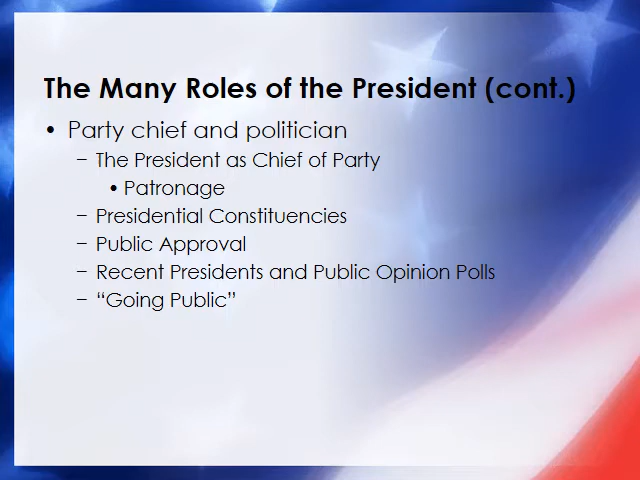 The Many Roles of the President (cont.)
• Party chief and politician
– The President as Chief of Party
• Patronage
– Presidential Constituencies
– Public Approval
– Recent Presidents and Public Opinion Polls
– “Going Public”